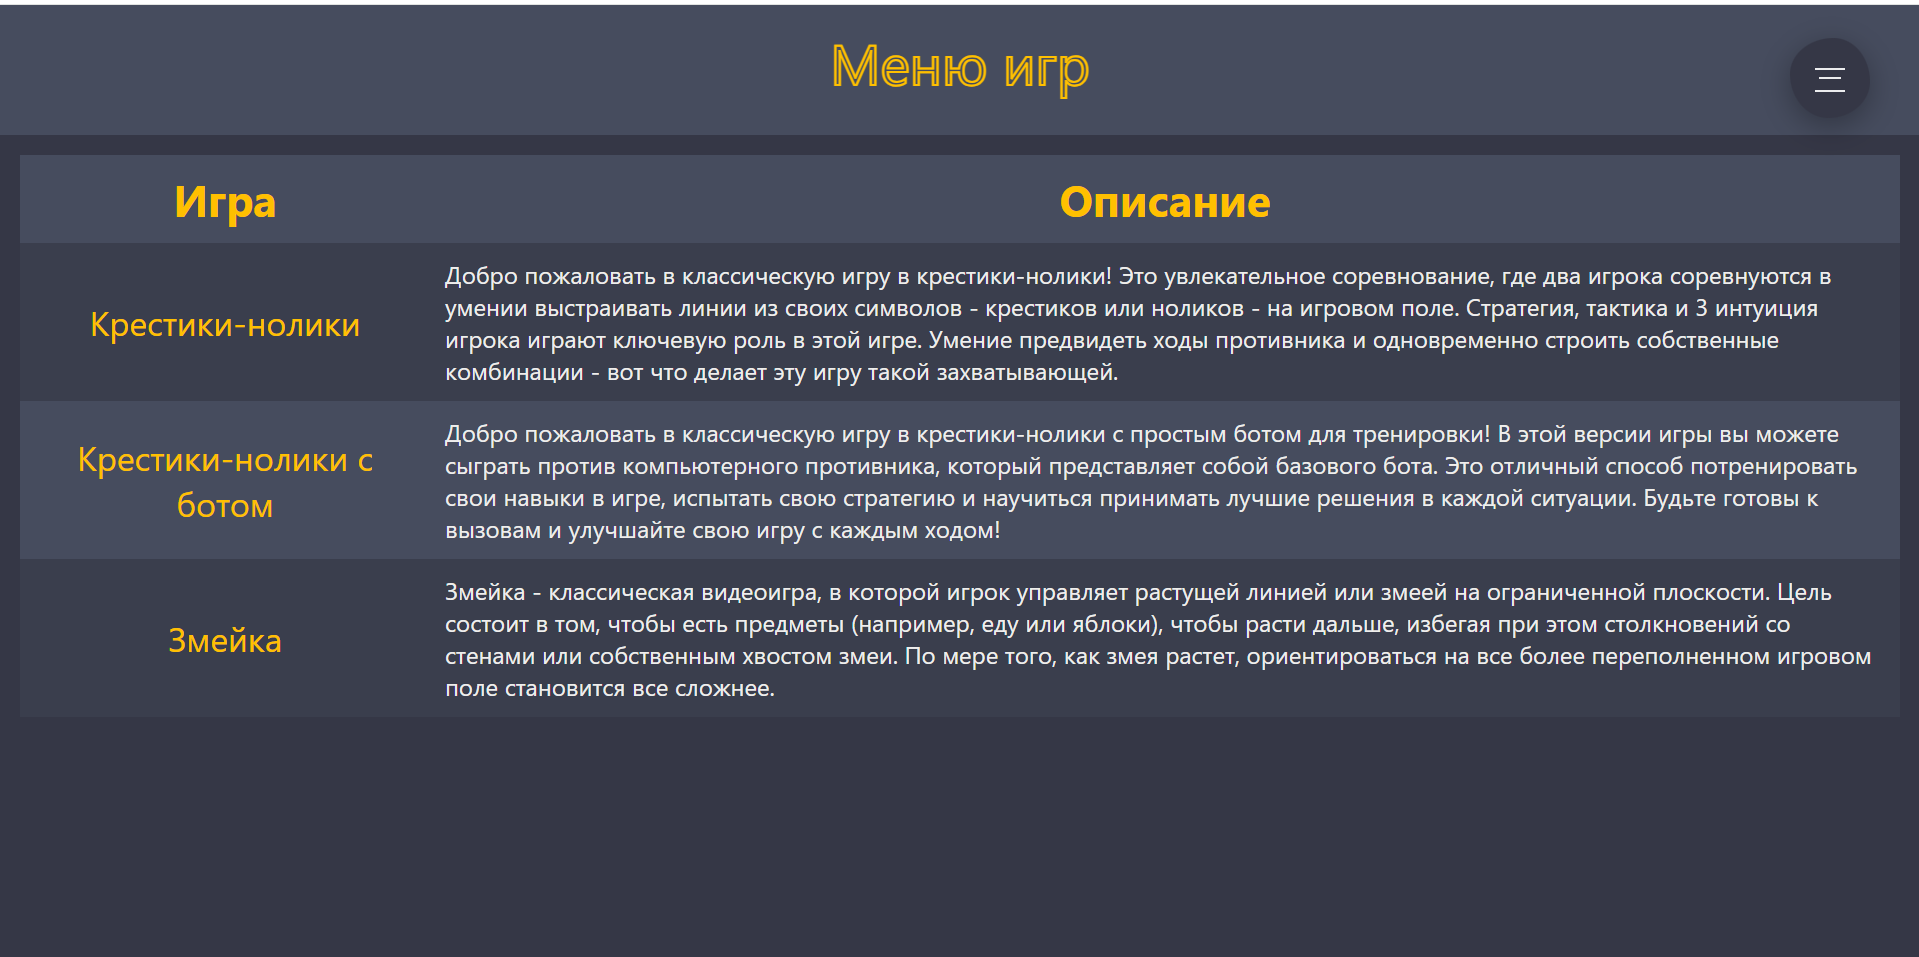 Меню игр
Игра
Описание
Крестики-нолики
Добро пожаловать в классическую игру в крестики-нолики! Это увлекательное соревнование, где два игрока соревнуются в
умении выстраивать линии из своих символов - крестиков или ноликов - на игровом поле. Стратегия, тактика и 3 интуиция
игрока играют ключевую роль в этой игре. Умение предвидеть ходы противника и одновременно строить собственные
комбинации - вот что делает эту игру такой захватывающей.
Крестики-нолики с
ботом
Добро пожаловать в классическую игру в крестики-нолики с простым ботом для тренировки! В этой версии игры вы можете
сыграть против компьютерного противника, который представляет собой базового бота. Это отличный способ потренировать
свои навыки в игре, испытать свою стратегию и научиться принимать лучшие решения в каждой ситуации. Будьте готовы к
вызовам и улучшайте свою игру с каждым ходом!
Змейка
Змейка - классическая видеоигра, в которой игрок управляет растущей линией или змеей на ограниченной плоскости. Цель
состоит в том, чтобы есть предметы (например, еду или яблоки), чтобы расти дальше, избегая при этом столкновений со
стенами или собственным хвостом змеи. По мере того, как змея растет, ориентироваться на все более переполненном игровом
поле становится все сложнее.